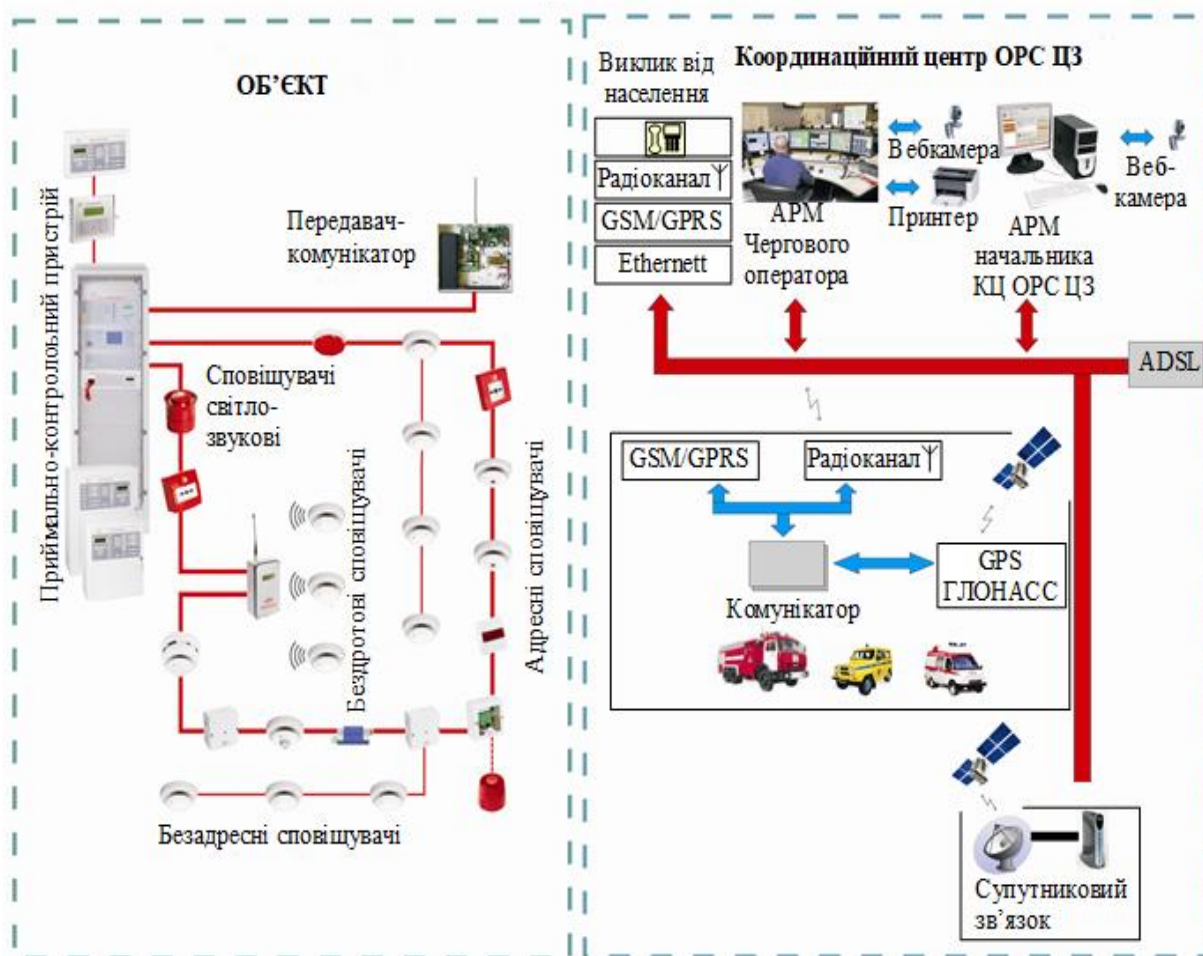 ОБ’ЄКТ
Приймально-контрольний пристрій
Передавач-
комунікатор
Сповіщувачі
світло-
звукові
Бездротові сповіщувачі
Адресні сповіщувачі
Безадресні сповіщувачі
Координаційний центр ОРС ЦЗ
Виклик від
населення
Радіоканал
GSM/GPRS
Ethernett
АРМ
Чергового
оператора
Вебкамера
Принтер
АРМ
начальника
КЦ ОРС ЦЗ
Веб-
камера
ADSL
GSM/GPRS
Радіоканал
Комунікатор
GPS
ГЛОНАСС
Супутниковий
зв’язок